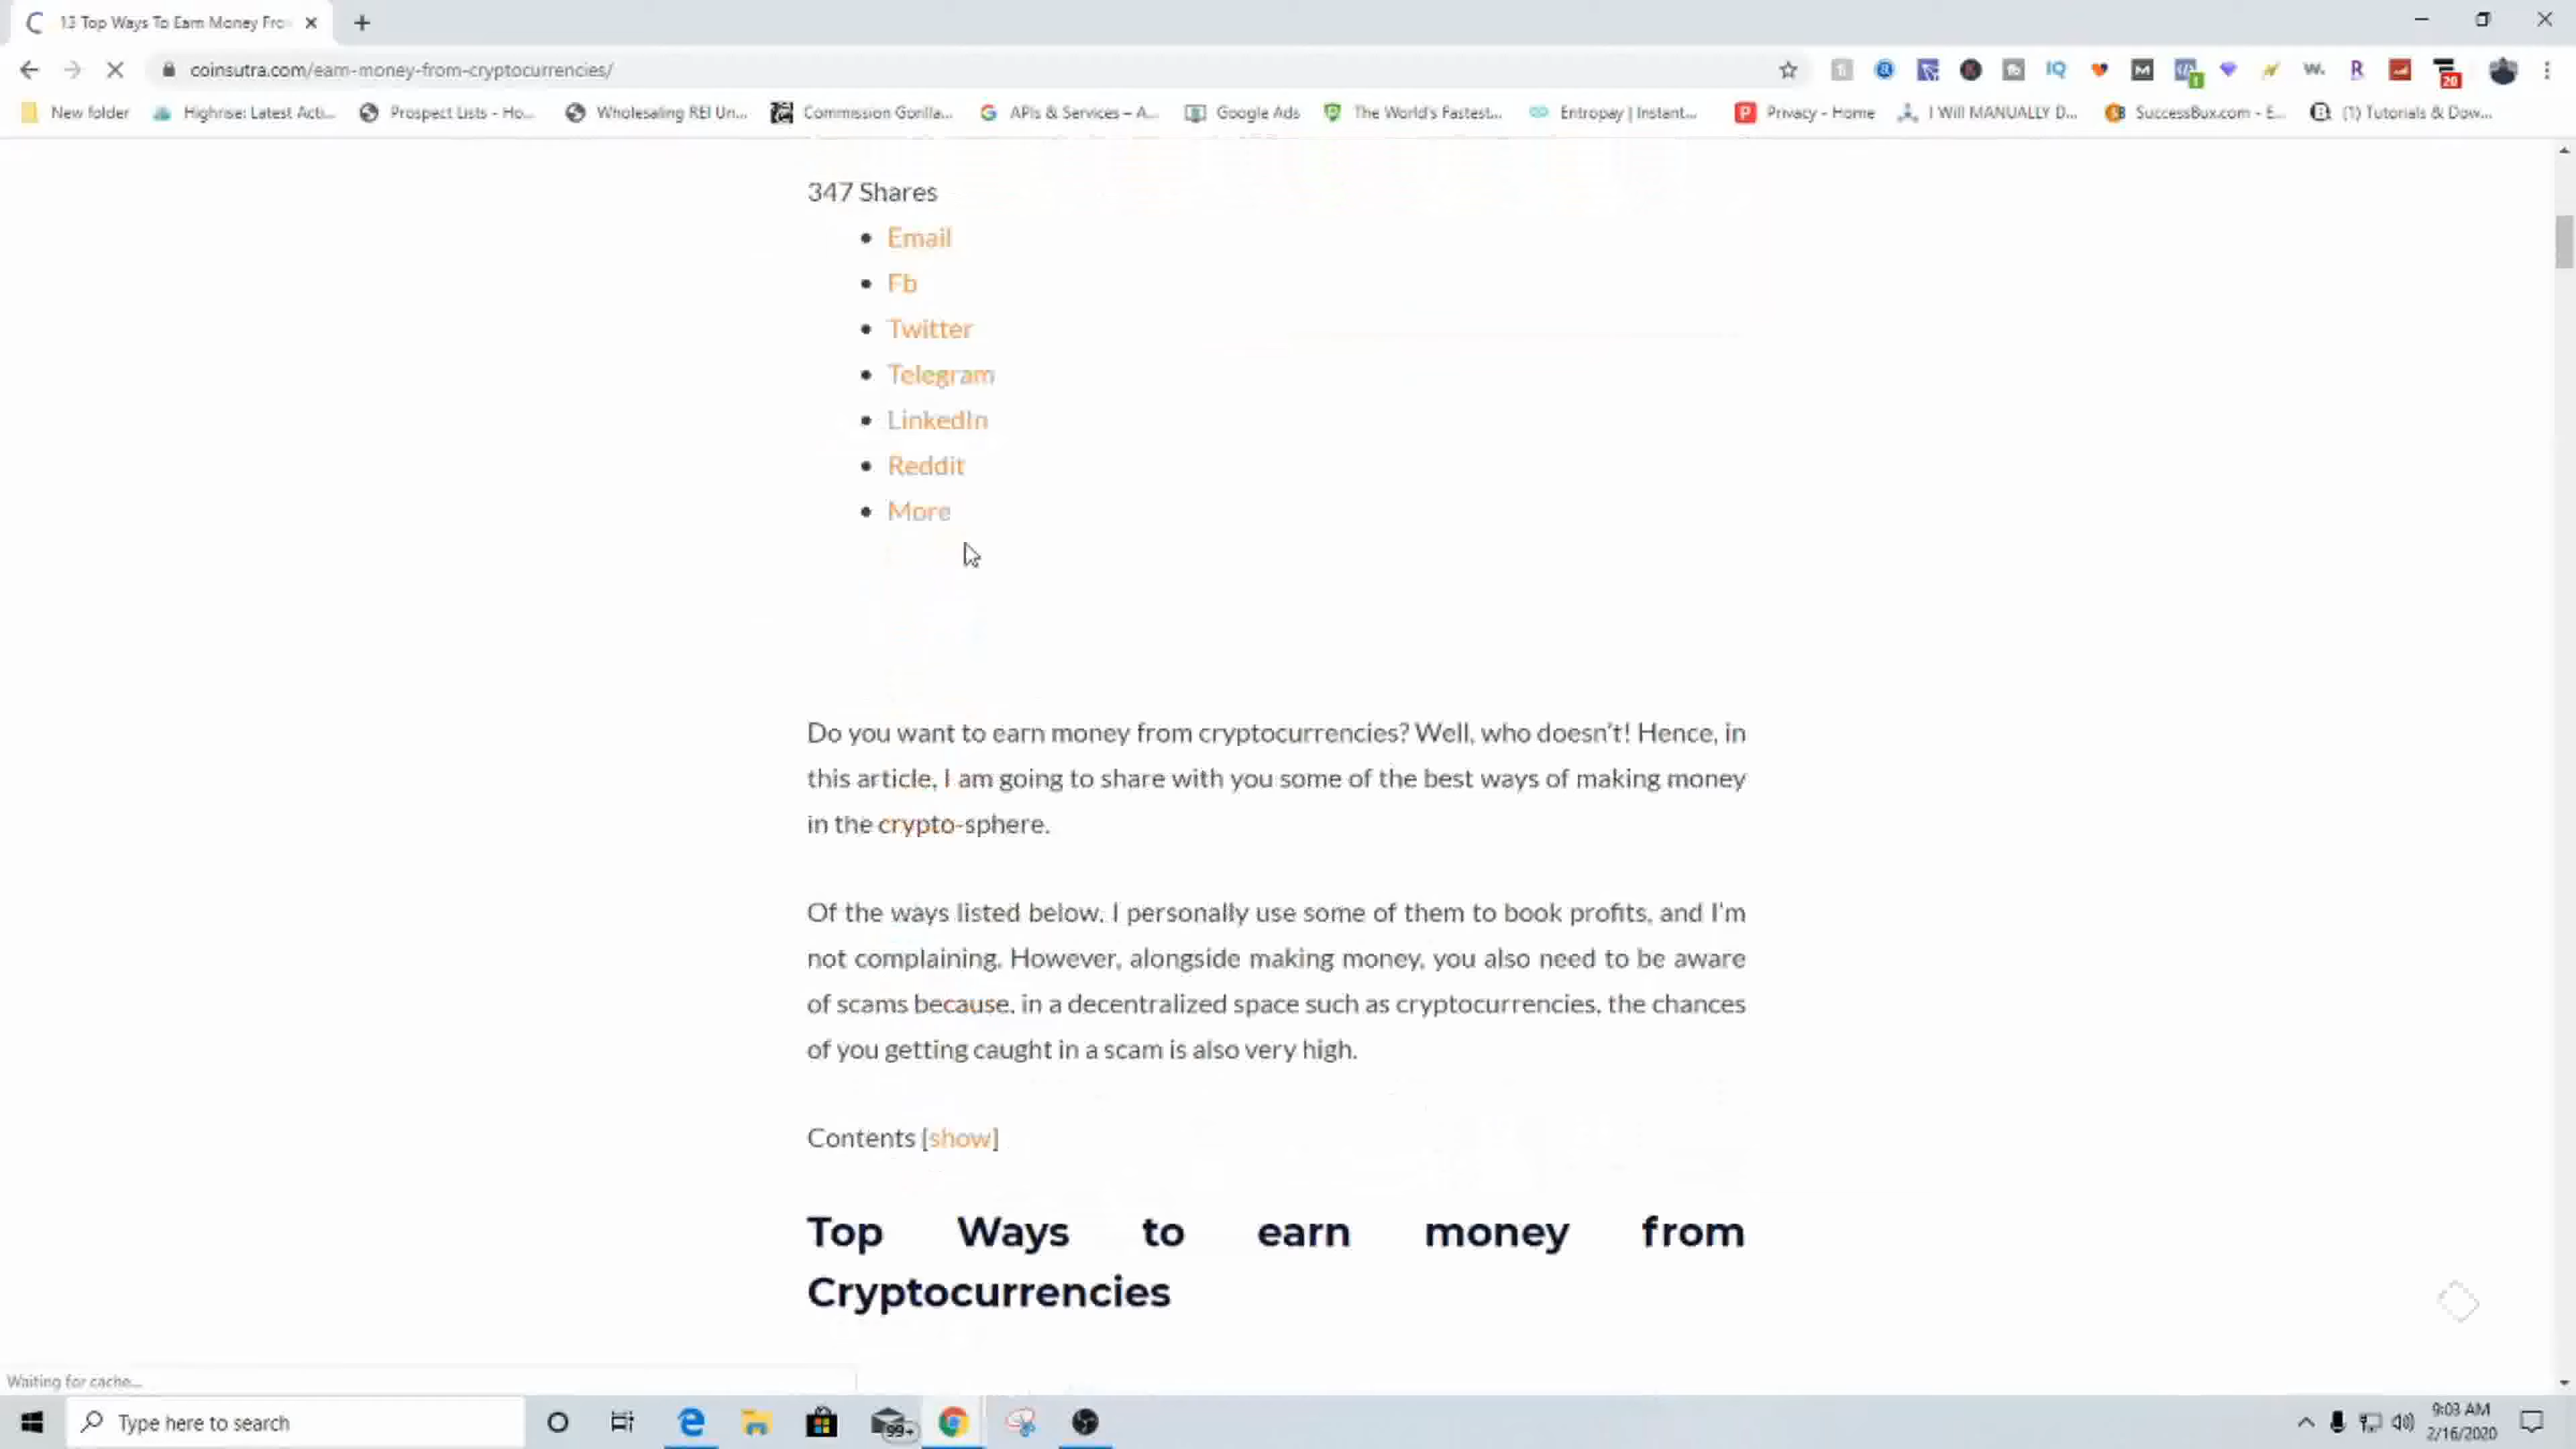 13 Top Ways To Earn Money Fro
coinsutra.com/earn-money-from-cryptocurrencies/
IQ
M
W.
R
20
New folder
Highrise: Latest Acti...
Prospect Lists - Ho...
Wholesaling REI Un...
Commission Gorilla...
APIs & Services – A...
Google Ads
The World's Fastest...
Entropay | Instant...
Privacy - Home
I Will MANUALLY D...
SuccessBux.com - E...
(1) Tutorials & Dow...
347 Shares
Email
Fb
Twitter
Telegram
LinkedIn
Reddit
More
Do you want to earn money from cryptocurrencies? Well, who doesn't! Hence, in
this article, I am going to share with you some of the best ways of making money
in the crypto-sphere.
Of the ways listed below, I personally use some of them to book profits, and I'm
not complaining. However, alongside making money, you also need to be aware
of scams because, in a decentralized space such as cryptocurrencies, the chances
of you getting caught in a scam is also very high.
Contents [show]
Top Ways to earn money from
Cryptocurrencies
Waiting for cache...
Type here to search
99+
9:03 AM
2/16/2020